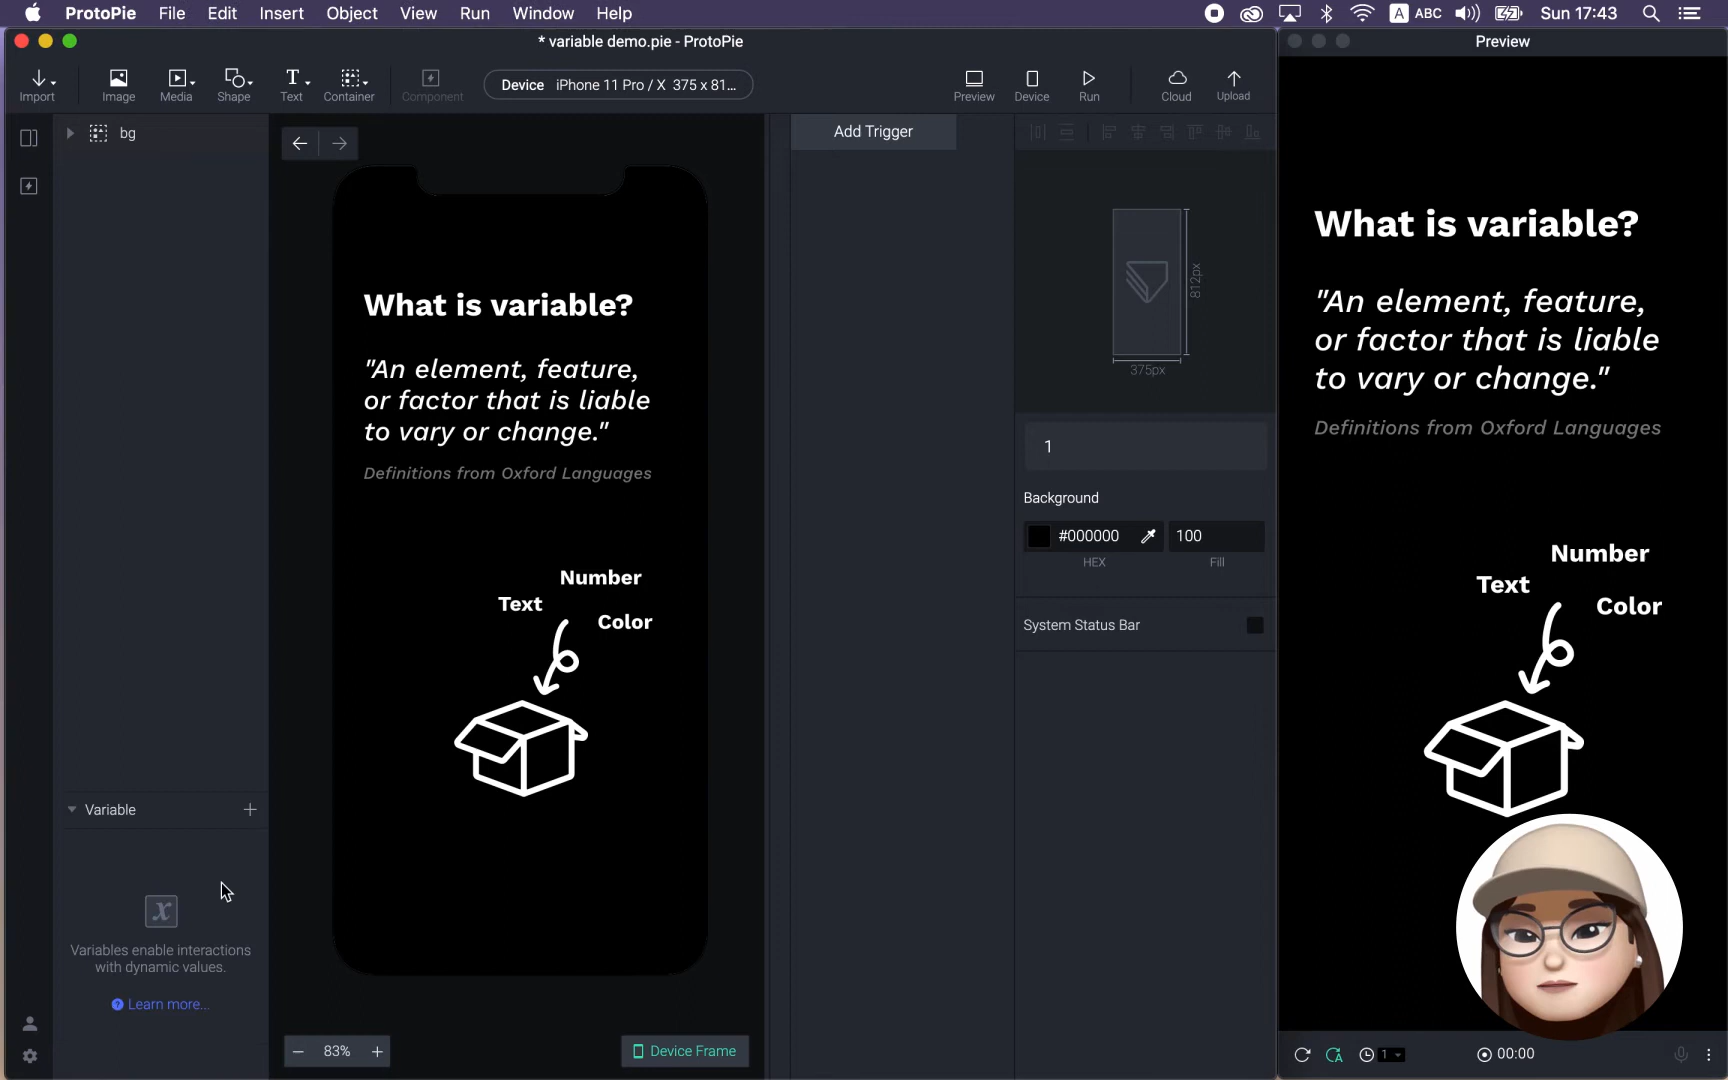 ProtoPie File Edit Insert Object View Run Window Help
A ABC Sun 17:43
* variable demo.pie - ProtoPie
Preview
Import Image Media Shape Text Container Component
Device iPhone 11 Pro / X 375 x 81...
Preview Device Run Cloud Upload
bg
Add Trigger
What is variable?
"An element, feature,
or factor that is liable
to vary or change."
Definitions from Oxford Languages
Number
Text
Color
Variable
x
Variables enable interactions
with dynamic values.
? Learn more...
83%
Device Frame
812px
375px
1
Background
#000000 100
HEX Fill
System Status Bar
What is variable?
"An element, feature,
or factor that is liable
to vary or change."
Definitions from Oxford Languages
Number
Text
Color
A 1 00:00